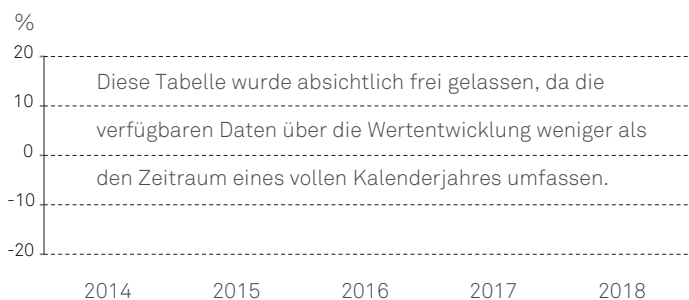 %
20
Diese Tabelle wurde absichtlich frei gelassen, da die
10
verfügbaren Daten über die Wertentwicklung weniger als
0
den Zeitraum eines vollen Kalenderjahres umfassen.
-10
-20
2014 2015 2016 2017 2018